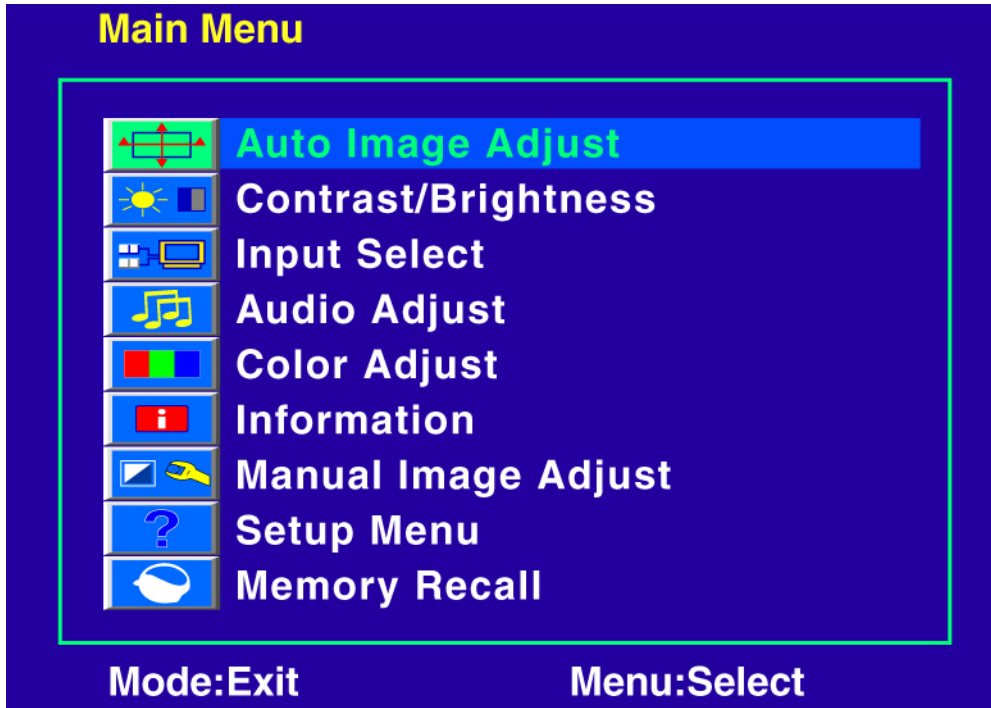 Main Menu
Auto Image Adjust
Contrast/Brightness
Input Select
Audio Adjust
Color Adjust
i Information
Manual Image Adjust
? Setup Menu
Memory Recall
Mode:Exit Menu:Select